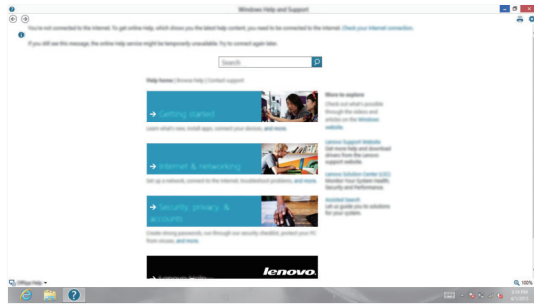 Windows Help and Support
You're not connected to the Internet. To get online Help, which shows you the latest help content, you need to be connected to the Internet. Check your Internet connection.
If you still see this message, the online Help service might be temporarily unavailable. Try to connect again later.
Search
Help home | Browse help | Contact support
→ Getting started
Learn what's new, install apps, connect your devices, and more.
→ Internet & networking
Set up a network, connect to the Internet, troubleshoot problems, and more.
→ Security, privacy, & accounts
Create strong passwords, run through our security checklist, protect your PC from viruses, and more.
lenovo
More to explore
Check out what's possible through the videos and articles on the Windows website.
Lenovo Support Website
Get more help and download drivers from the Lenovo support website.
Lenovo Solution Center (LSC)
Monitor Your System Health, Security and Performance.
Assisted Search
Let us guide you to solutions for your system.
Offline Help
100%